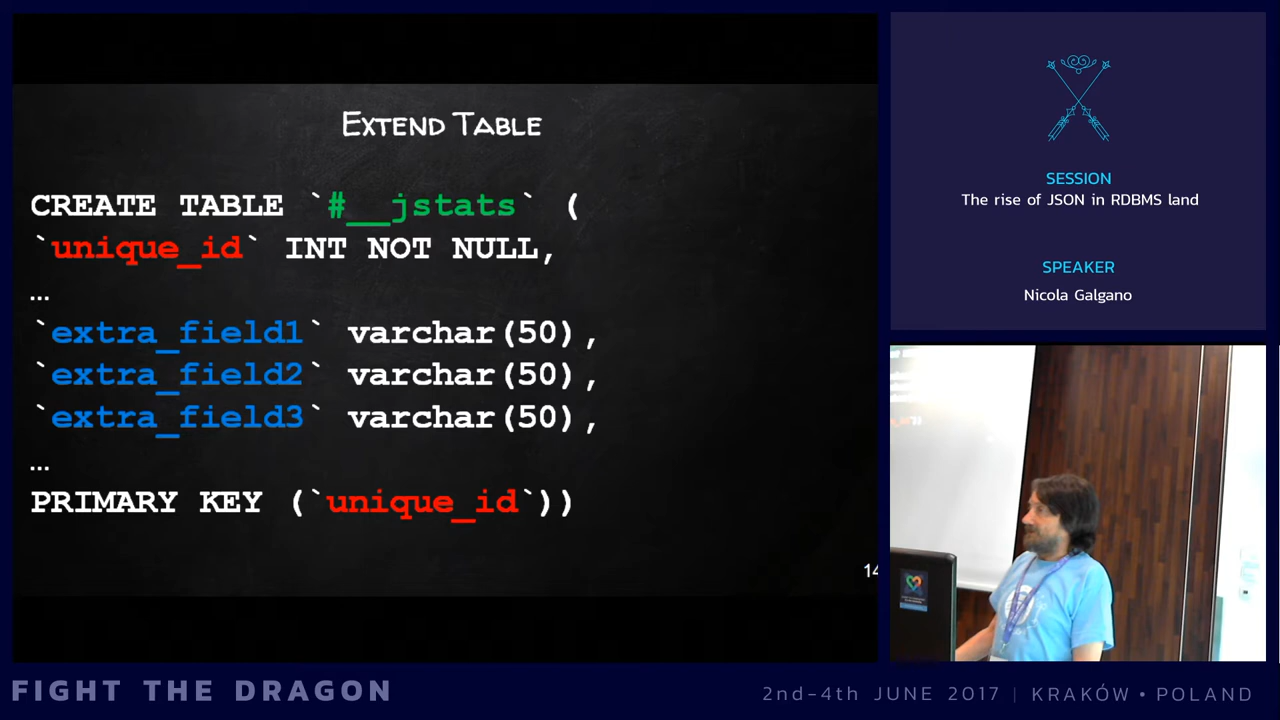 EXTEND TABLE
CREATE TABLE `#__jstats` (
`unique_id` INT NOT NULL,
…
`extra_field1` varchar(50),
`extra_field2` varchar(50),
`extra_field3` varchar(50),
…
PRIMARY KEY (`unique_id`))
14
SESSION
The rise of JSON in RDBMS land
SPEAKER
Nicola Galgano
FIGHT THE DRAGON
2nd-4th JUNE 2017 | KRAKÓW • POLAND